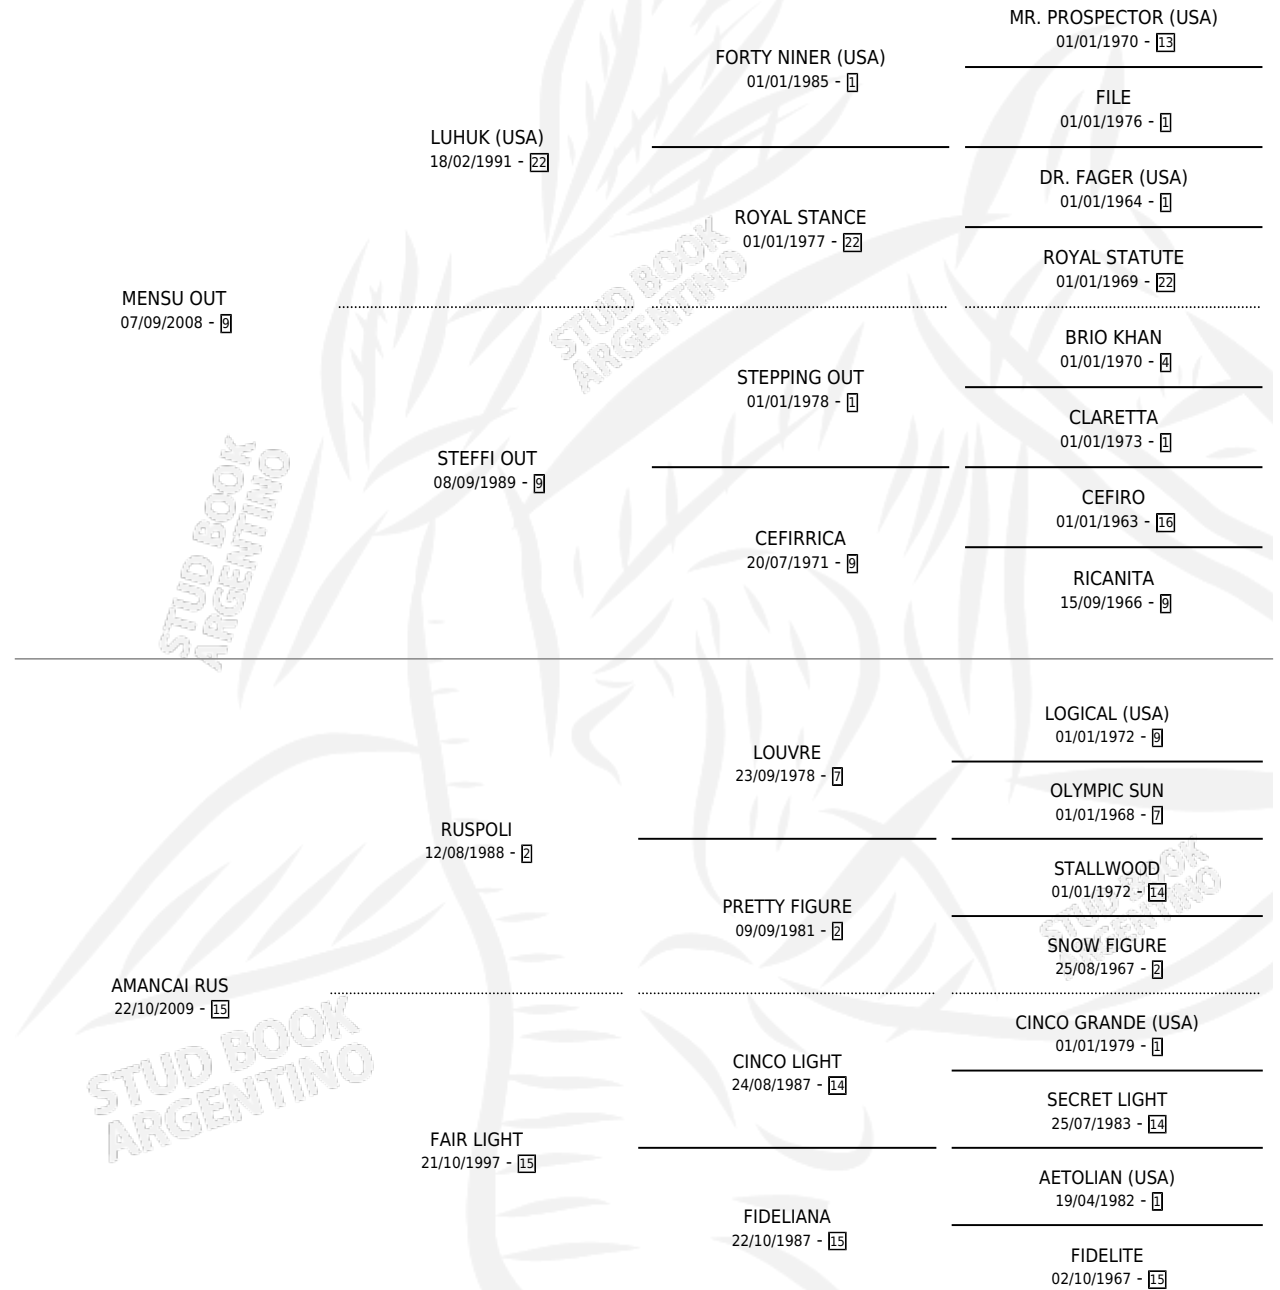 MR. PROSPECTOR (USA)
01/01/1970 - 13
FORTY NINER (USA)
01/01/1985 - 1
FILE
01/01/1976 - 1
LUHUK (USA)
18/02/1991 - 22
DR. FAGER (USA)
01/01/1964 - 1
ROYAL STANCE
01/01/1977 - 22
ROYAL STATUTE
01/01/1969 - 22
MENSU OUT
07/09/2008 - 9
BRIO KHAN
01/01/1970 - 4
STEPPING OUT
01/01/1978 - 1
CLARETTA
01/01/1973 - 1
STEFFI OUT
08/09/1989 - 9
CEFIRO
01/01/1963 - 16
CEFIRRICA
20/07/1971 - 9
RICANITA
15/09/1966 - 9
LOGICAL (USA)
01/01/1972 - 9
LOUVRE
23/09/1978 - 7
OLYMPIC SUN
01/01/1968 - 7
RUSPOLI
12/08/1988 - 2
STALLWOOD
01/01/1972 - 14
PRETTY FIGURE
09/09/1981 - 2
SNOW FIGURE
25/08/1967 - 2
AMANCAI RUS
22/10/2009 - 15
CINCO GRANDE (USA)
01/01/1979 - 1
CINCO LIGHT
24/08/1987 - 14
SECRET LIGHT
25/07/1983 - 14
FAIR LIGHT
21/10/1997 - 15
AETOLIAN (USA)
19/04/1982 - 1
FIDELIANA
22/10/1987 - 15
FIDELITE
02/10/1967 - 15
STUD BOOK
ARGENTINO
STUD BOOK
ARGENTINO
STUD BOOK
ARGENTINO
STUD BOOK
ARGENTINO